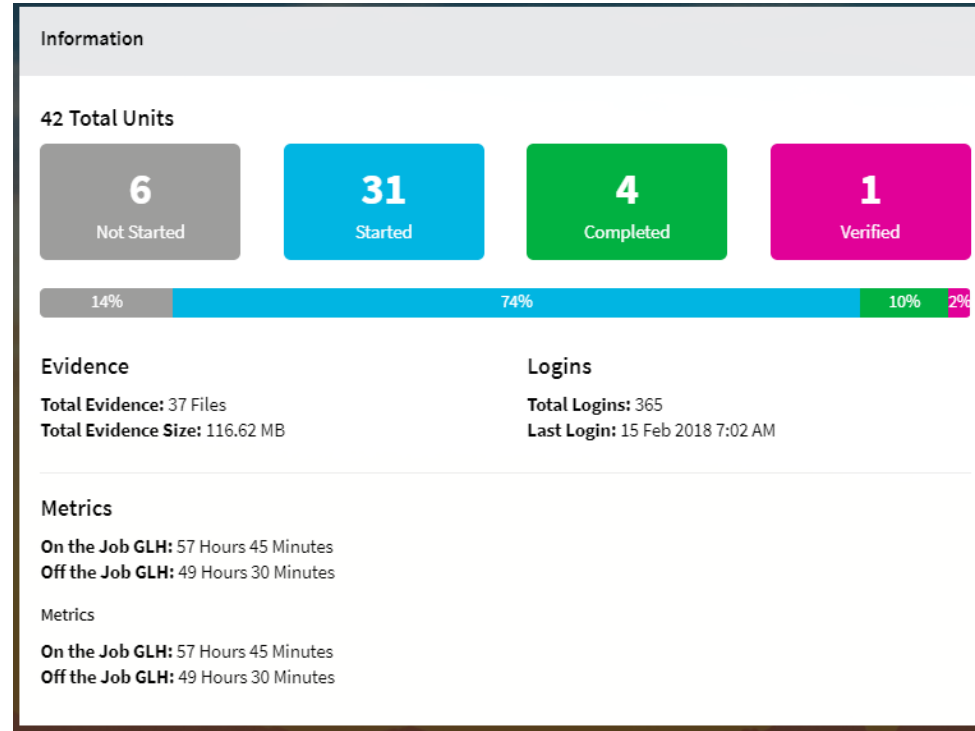 Information
42 Total Units
6
Not Started
31
Started
4
Completed
1
Verified
14% 74% 10% 2%
Evidence
Total Evidence: 37 Files
Total Evidence Size: 116.62 MB
Logins
Total Logins: 365
Last Login: 15 Feb 2018 7:02 AM
Metrics
On the Job GLH: 57 Hours 45 Minutes
Off the Job GLH: 49 Hours 30 Minutes
Metrics
On the Job GLH: 57 Hours 45 Minutes
Off the Job GLH: 49 Hours 30 Minutes